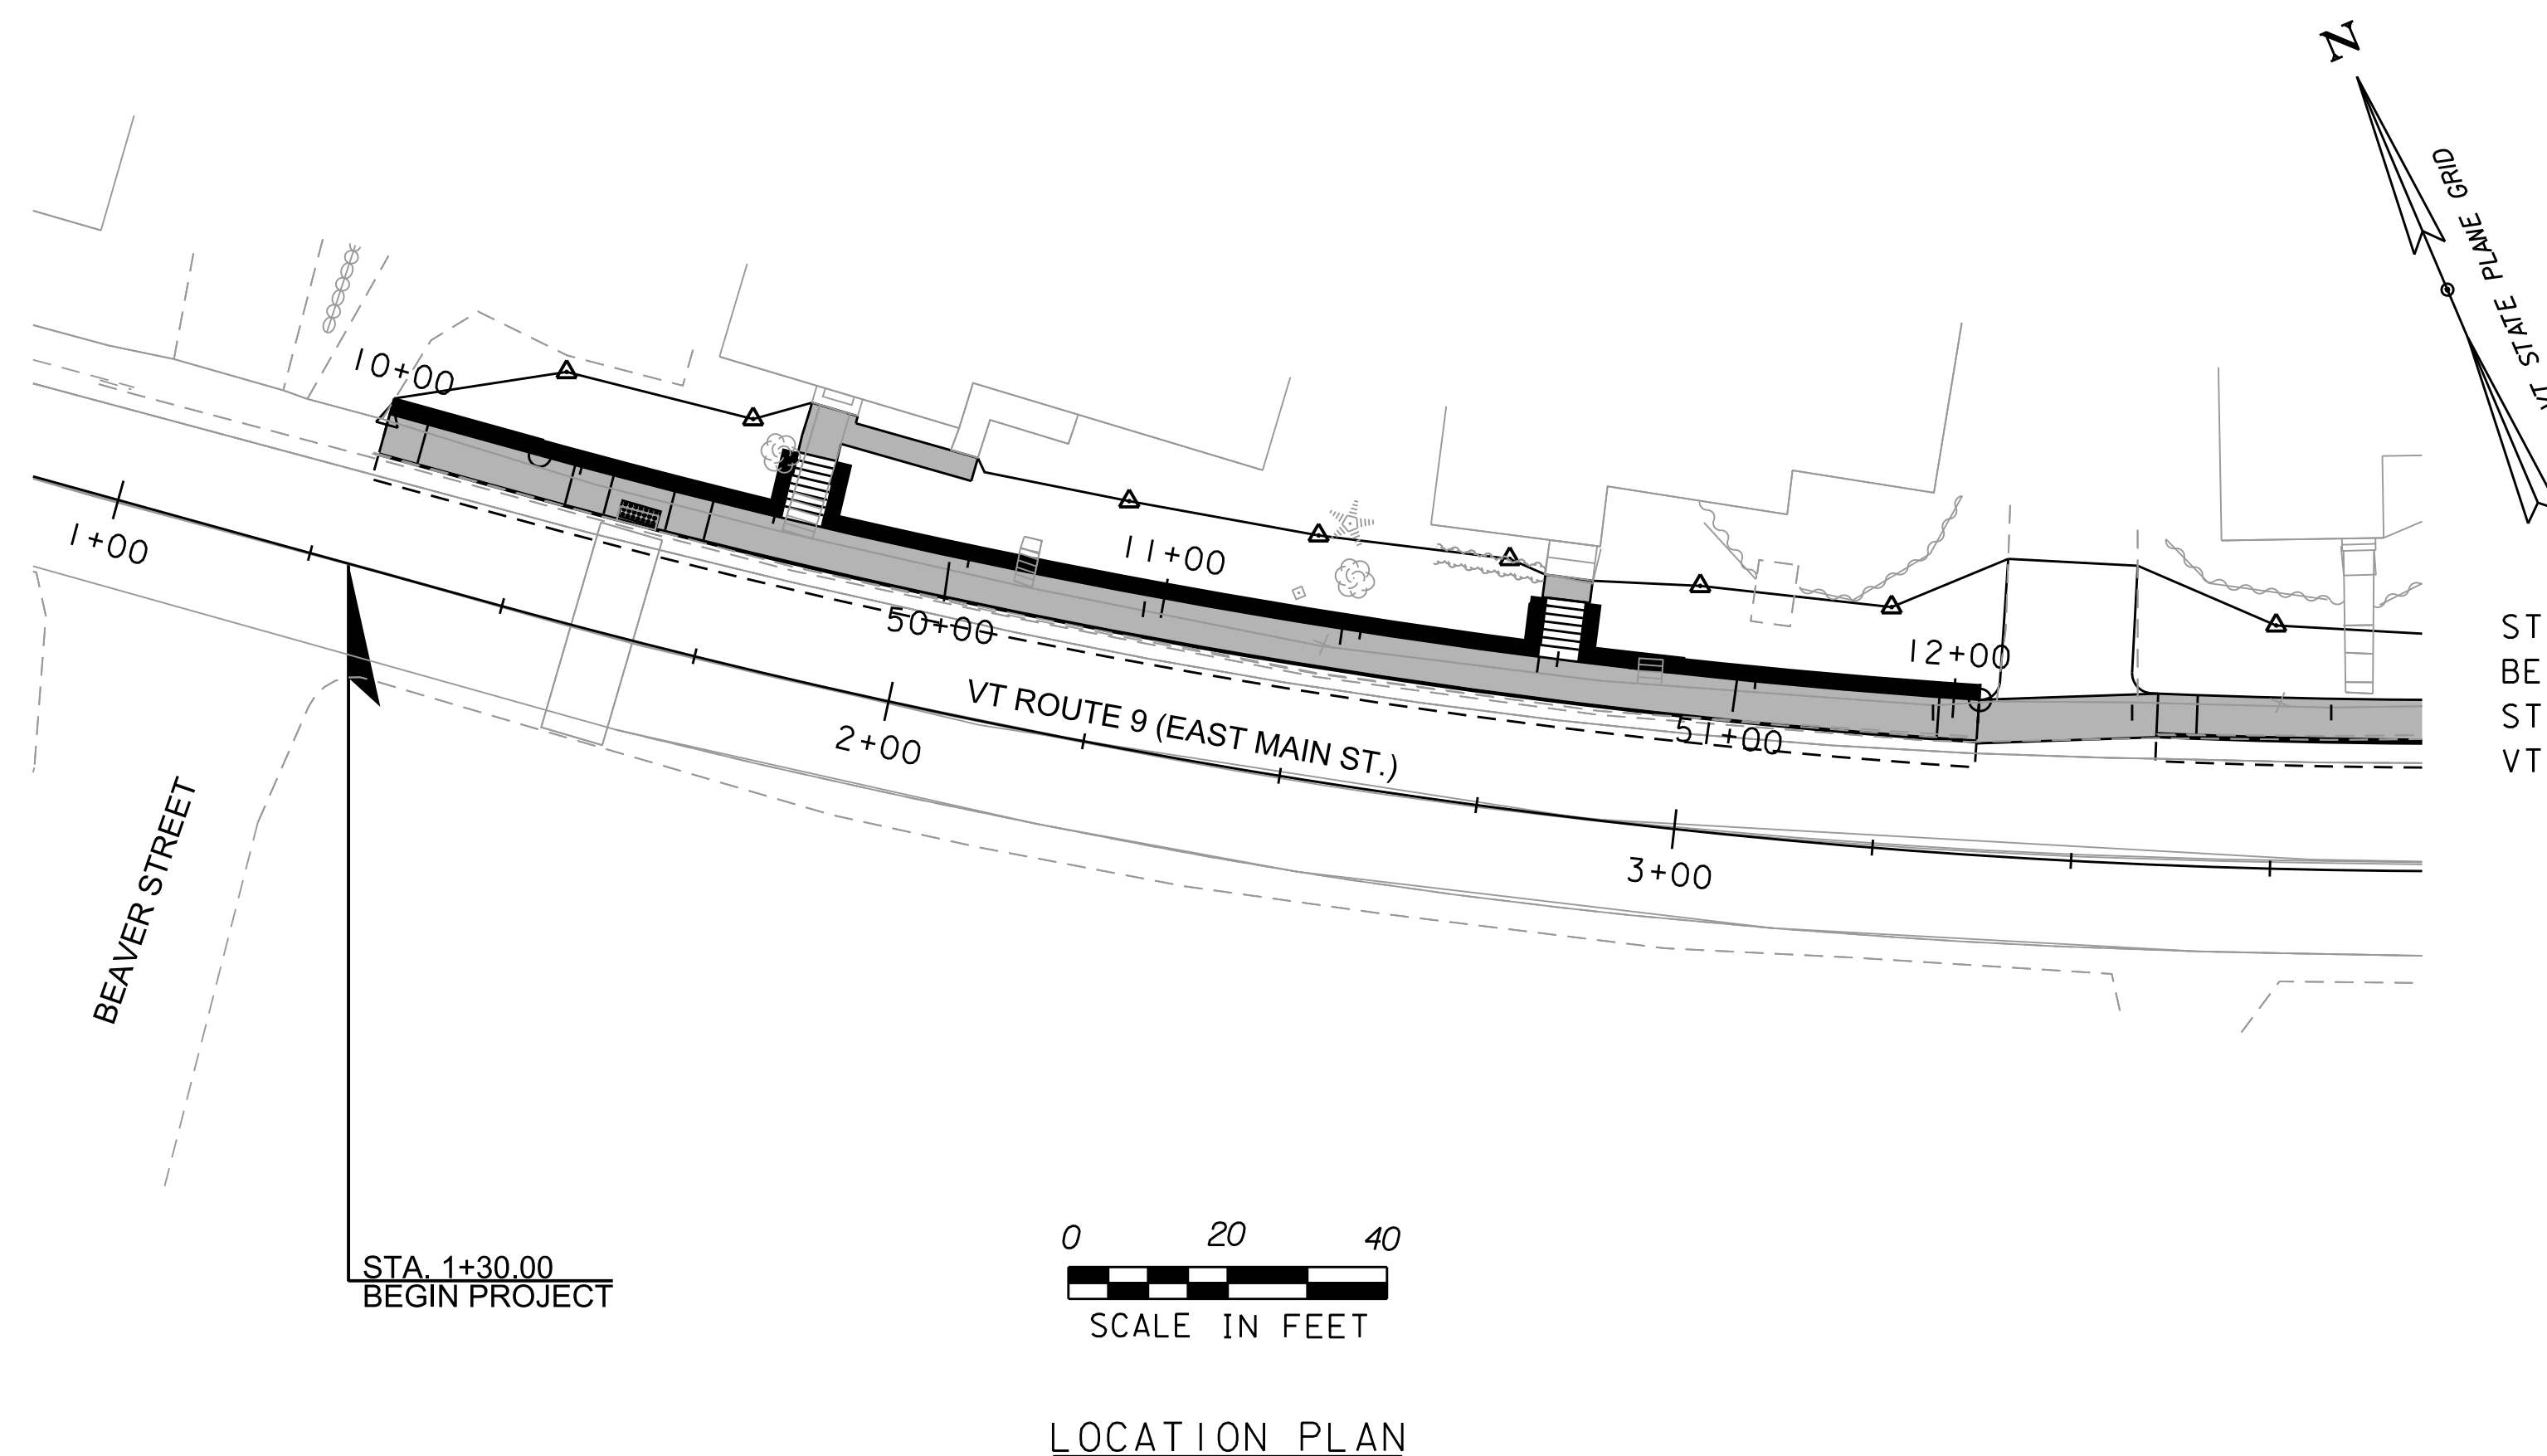 N
VT STATE PLANE GRID
10+00
11+00
12+00
1+00
50+00
51+00
2+00
3+00
VT ROUTE 9 (EAST MAIN ST.)
BEAVER STREET
ST
BE
ST
VT
STA. 1+30.00
BEGIN PROJECT
0 20 40
SCALE IN FEET
LOCATION PLAN